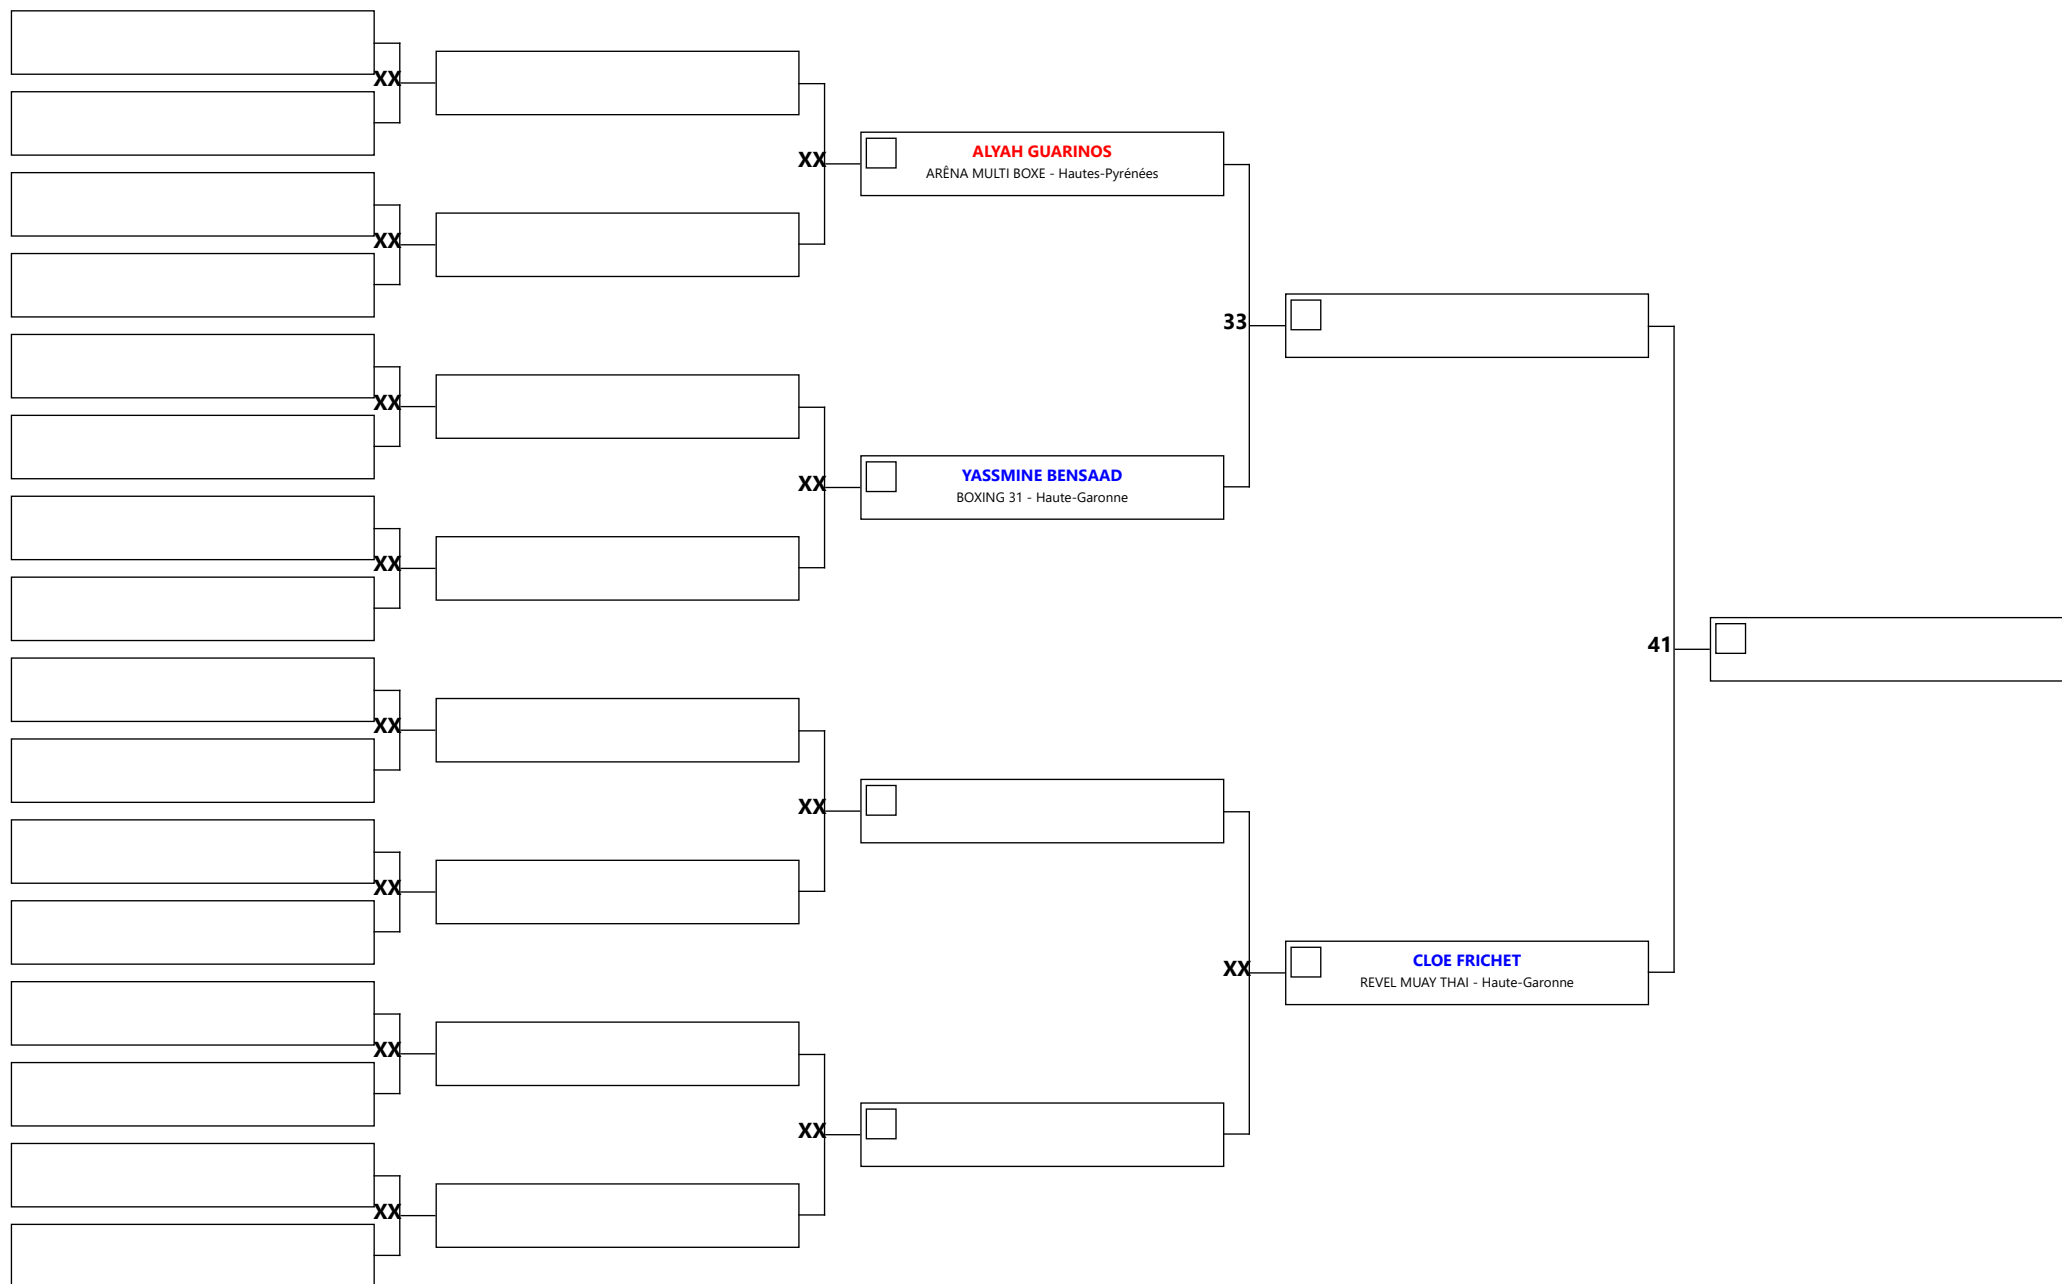 XX
XX
ALYAH GUARINOS
ARÊNA MULTI BOXE - Hautes-Pyrénées
XX
33
XX
YASSMINE BENSAAD
BOXING 31 - Haute-Garonne
XX
XX
41
XX
XX
XX
CLOE FRICHET
REVEL MUAY THAI - Haute-Garonne
XX
XX
XX
XX